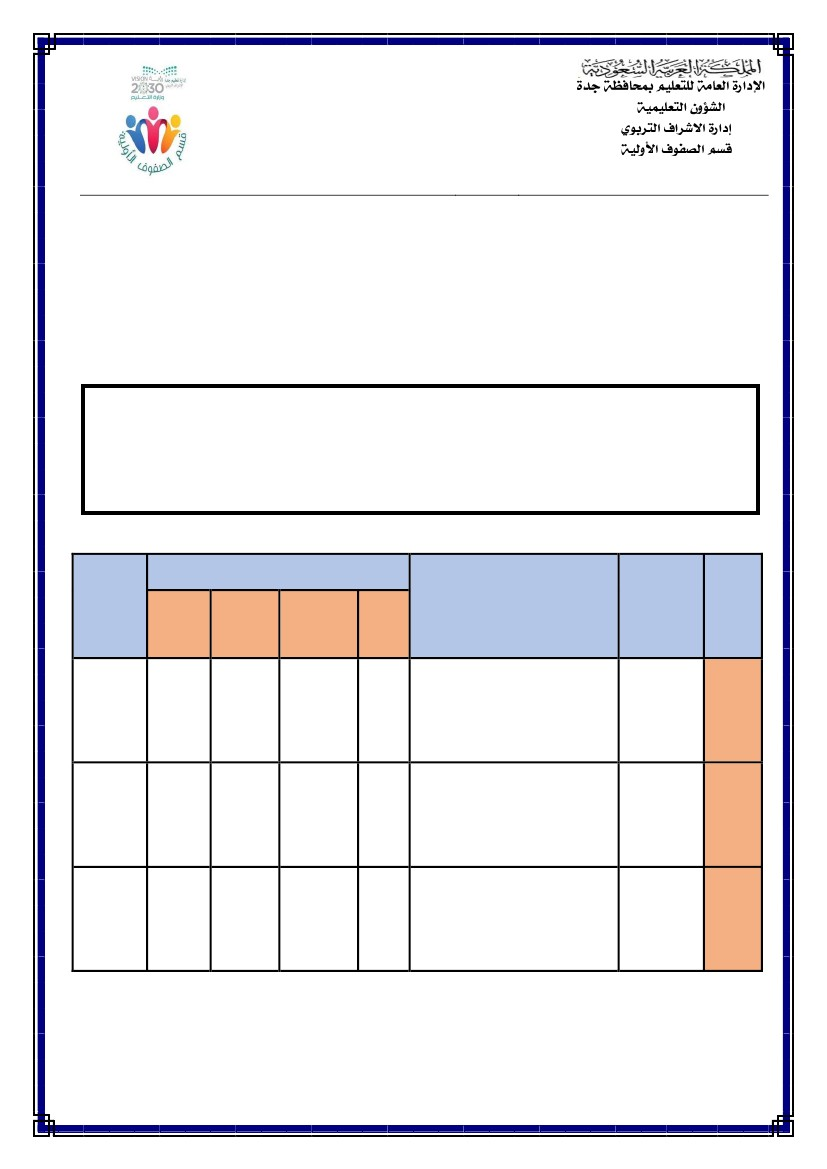 المملكة العربية السعودية
الإدارة العامة للتعليم بمحافظة جدة
الشؤون التعليمية
إدارة الاشراف التربوي
قسم الصفوف الأولية
VISION رؤيــة
2030
وزارة التعليم
قسم الصفوف الأولية